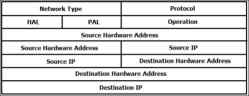 Network Type Protocol
HAL PAL Operation
Source Hardware Address
Source Hardware Address Source IP
Source IP Destination Hardware Address
Destination Hardware Address
Destination IP